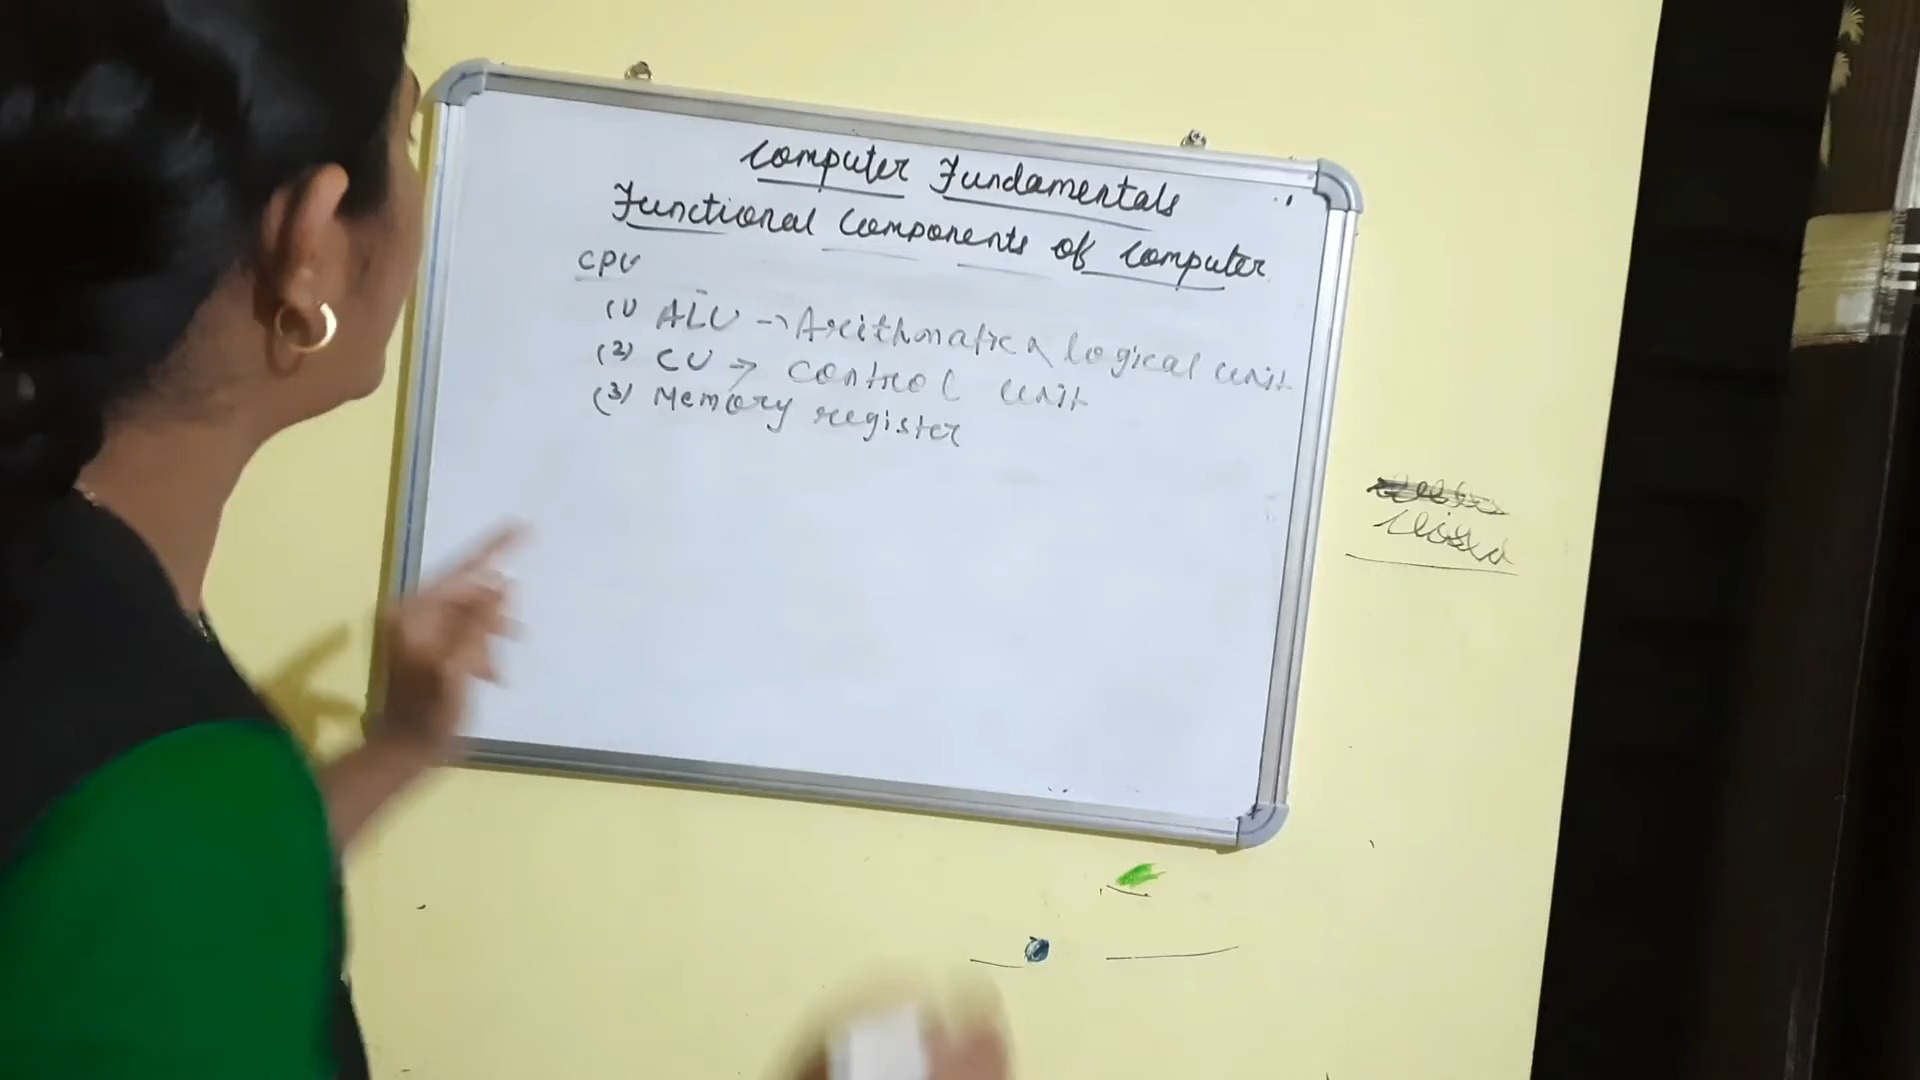 Computer Fundamentals
Functional Components of Computer
CPU
(1) ALU → Arithmatic & logical unit
(2) CU → control unit
(3) Memory register